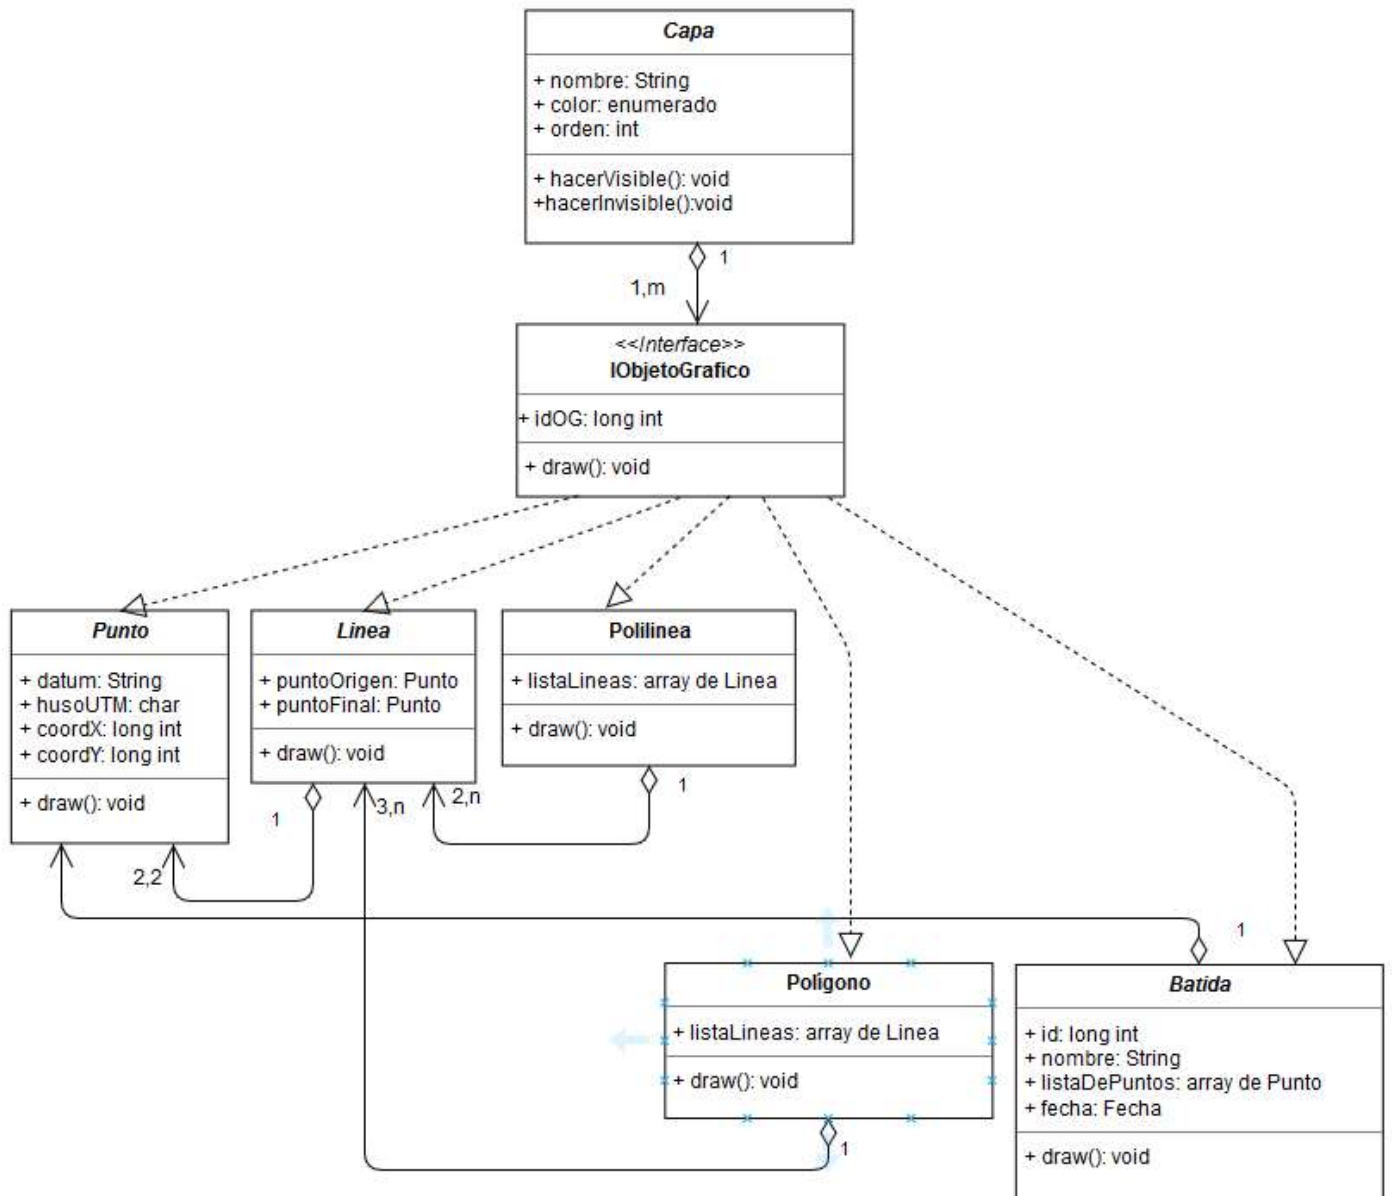 Capa
+ nombre: String
+ color: enumerado
+ orden: int
+ hacerVisible(): void
+hacerInvisible():void
1
1,m
<<Interface>>
IObjetoGrafico
+ idOG: long int
+ draw(): void
Punto
+ datum: String
+ husoUTM: char
+ coordX: long int
+ coordY: long int
+ draw(): void
Linea
+ puntoOrigen: Punto
+ puntoFinal: Punto
+ draw(): void
Polilinea
+ listaLineas: array de Linea
+ draw(): void
1
2,2
3,n
2,n
1
1
Polígono
+ listaLineas: array de Linea
+ draw(): void
1
Batida
+ id: long int
+ nombre: String
+ listaDePuntos: array de Punto
+ fecha: Fecha
+ draw(): void